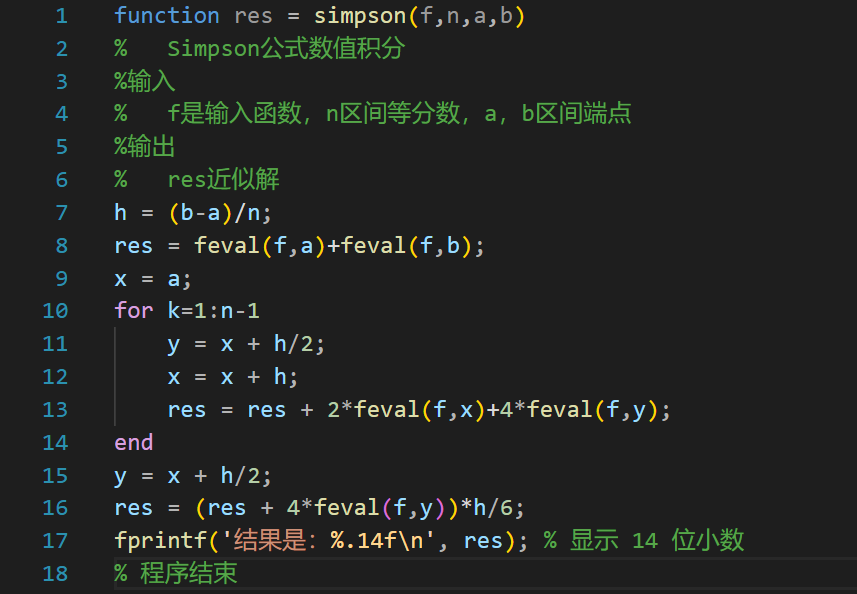 1 function res = simpson(f,n,a,b)
2 %   Simpson公式数值积分
3 %输入
4 %   f是输入函数，n区间等分数，a，b区间端点
5 %输出
6 %   res近似解
7 h = (b-a)/n;
8 res = feval(f,a)+feval(f,b);
9 x = a;
10 for k=1:n-1
11     y = x + h/2;
12     x = x + h;
13     res = res + 2*feval(f,x)+4*feval(f,y);
14 end
15 y = x + h/2;
16 res = (res + 4*feval(f,y))*h/6;
17 fprintf('结果是：%.14f\n', res); % 显示 14 位小数
18 % 程序结束